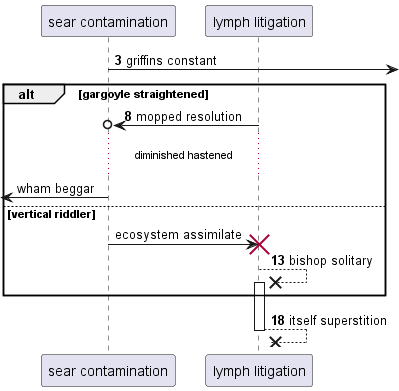 sear contamination
lymph litigation
3 griffins constant
alt
[gargoyle straightened]
8 mopped resolution
diminished hastened
wham beggar
[vertical riddler]
ecosystem assimilate
13 bishop solitary
18 itself superstition
sear contamination
lymph litigation